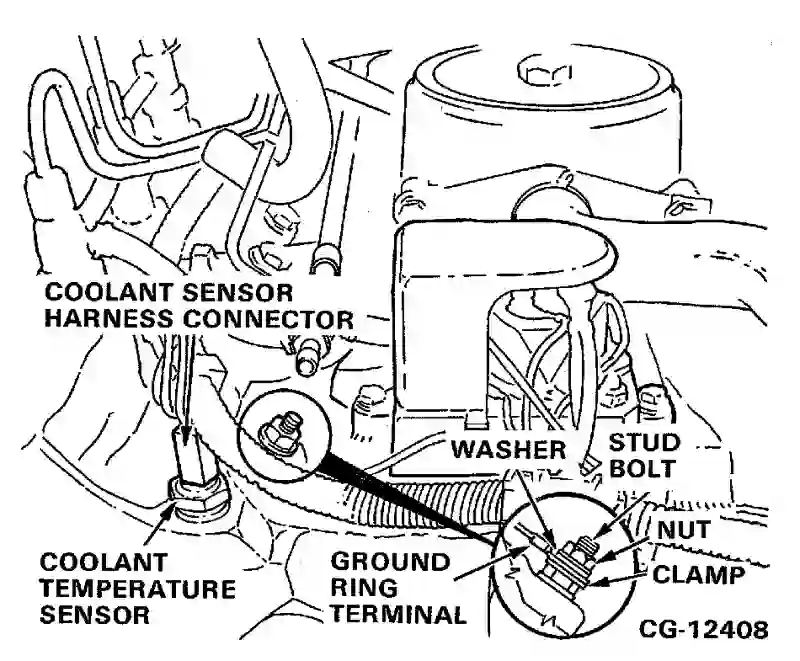 COOLANT SENSOR
HARNESS CONNECTOR
WASHER
STUD
BOLT
NUT
CLAMP
COOLANT
TEMPERATURE
SENSOR
GROUND
RING
TERMINAL
CG-12408